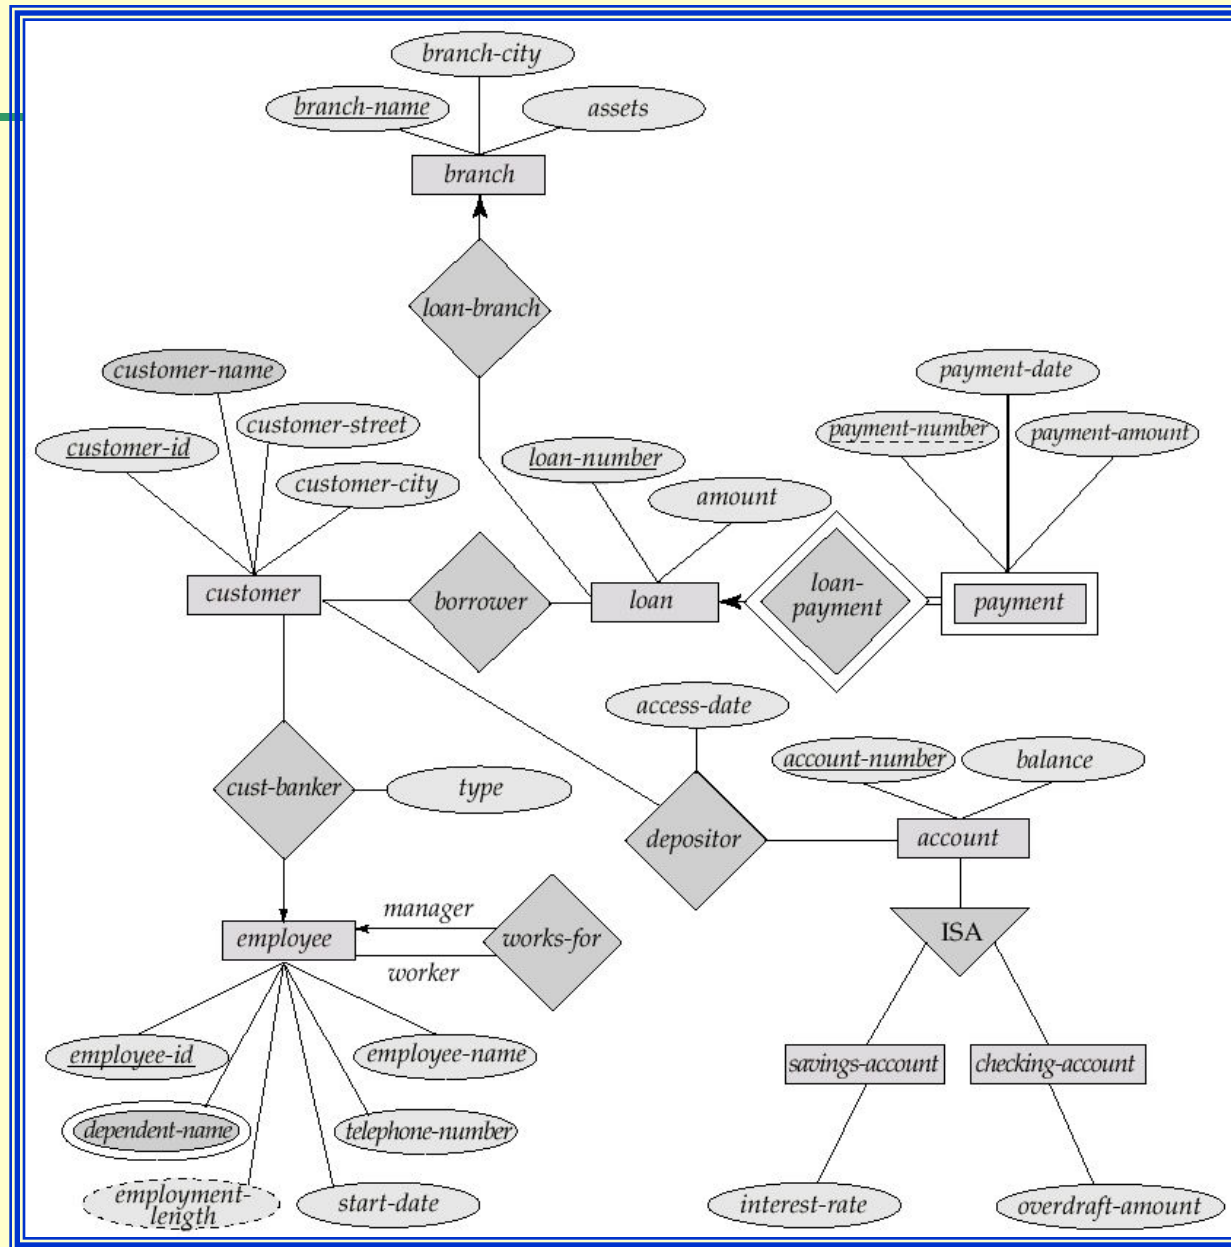 branch-city
branch-name
assets
branch
loan-branch
customer-name
payment-date
customer-street
payment-number
payment-amount
customer-id
loan-number
customer-city
amount
customer
borrower
loan
loan-
payment
payment
access-date
account-number
balance
cust-banker
type
depositor
account
manager
employee
works-for
ISA
worker
employee-id
employee-name
savings-account
checking-account
dependent-name
telephone-number
employment-
length
start-date
interest-rate
overdraft-amount